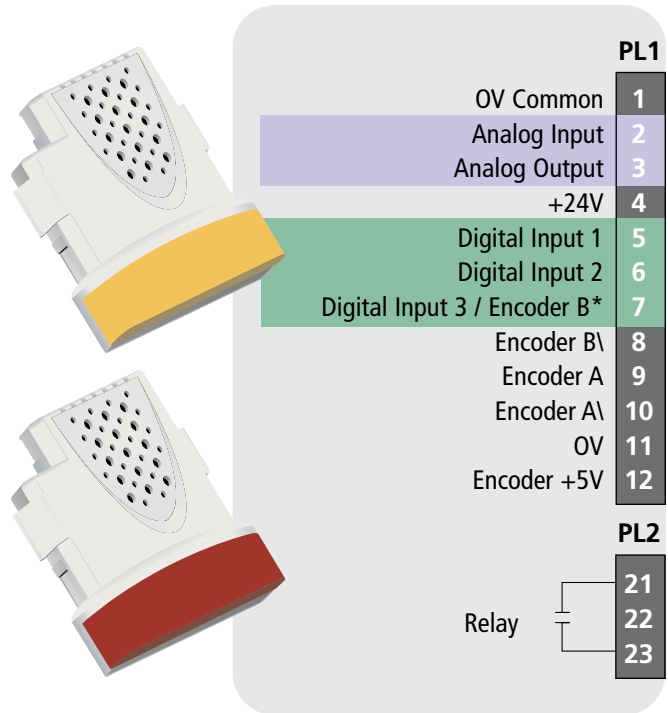 PL1
OV Common 1
Analog Input 2
Analog Output 3
+24V 4
Digital Input 1 5
Digital Input 2 6
Digital Input 3 / Encoder B* 7
Encoder B\ 8
Encoder A 9
Encoder A\ 10
OV 11
Encoder +5V 12
PL2
21
Relay 22
23